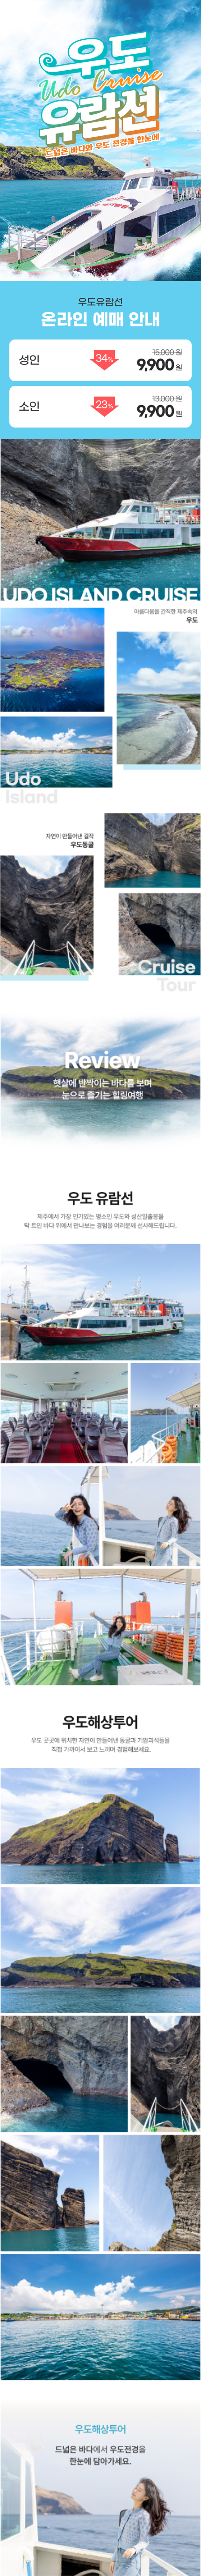 우도
Udo Cruise
유람선
드넓은 바다와 우도 전경을 한눈에
우도유람선
온라인 예매 안내
성인
34%
15,000 원
9,900 원
소인
23%
13,000 원
9,900 원
UDO ISLAND CRUISE
아름다움을 간직한 제주속의
우도
Udo
Island
자연이 만들어낸 걸작
우도동굴
Cruise
Tour
Review
햇살에 반짝이는 바다를 보며
눈으로 즐기는 힐링여행
우도 유람선
제주에서 가장 인기있는 명소인 우도와 성산일출봉을
탁 트인 바다 위에서 만나보는 경험을 여러분께 선사해드립니다.
우도해상투어
우도 곳곳에 위치한 자연이 만들어낸 동굴과 기암괴석들을
직접 가까이서 보고 느끼며 경험해보세요.
우도해상투어
드넓은 바다에서 우도전경을
한눈에 담아가세요.